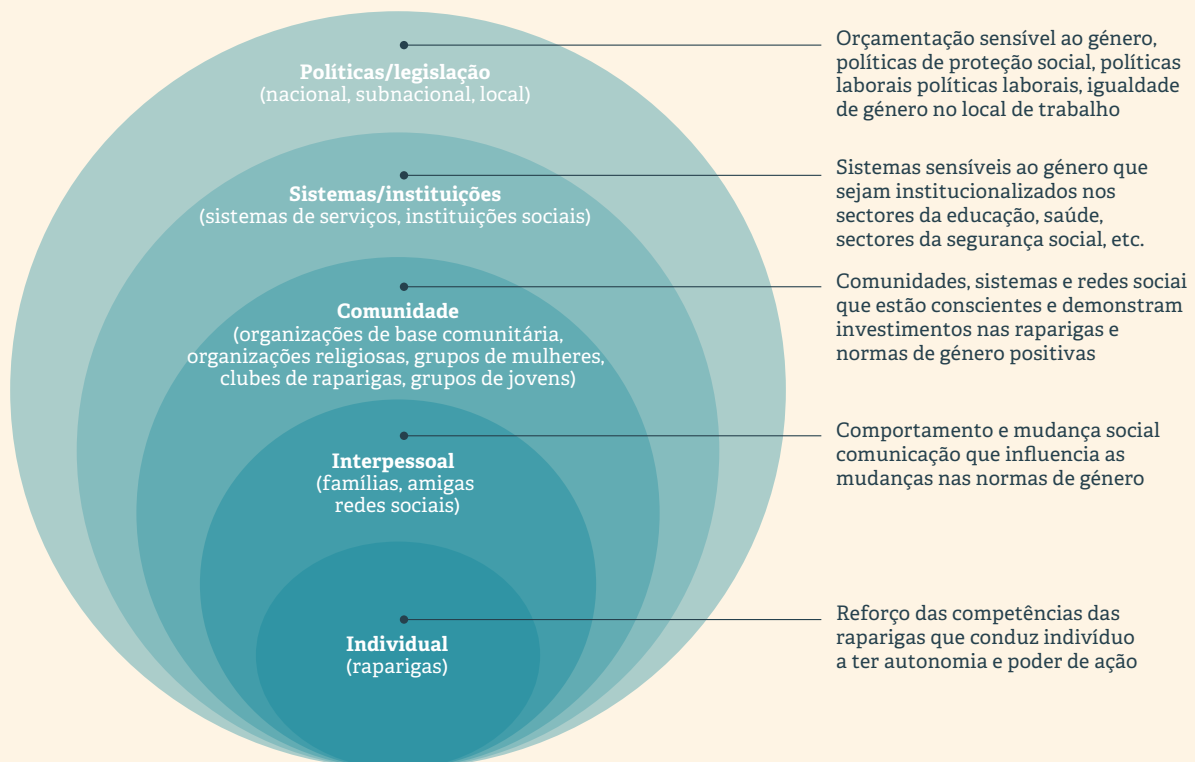 Políticas/legislação
(nacional, subnacional, local)
Orçamentação sensível ao género,
políticas de proteção social, políticas
laborais políticas laborais, igualdade
de género no local de trabalho
Sistemas/instituições
(sistemas de serviços, instituições sociais)
Sistemas sensíveis ao género que
sejam institucionalizados nos
sectores da educação, saúde,
sectores da segurança social, etc.
Comunidade
(organizações de base comunitária,
organizações religiosas, grupos de mulheres,
clubes de raparigas, grupos de jovens)
Comunidades, sistemas e redes sociai
que estão conscientes e demonstram
investimentos nas raparigas e
normas de género positivas
Interpessoal
(famílias, amigas
redes sociais)
Comportamento e mudança social
comunicação que influencia as
mudanças nas normas de género
Individual
(raparigas)
Reforço das competências das
raparigas que conduz indivíduo
a ter autonomia e poder de ação